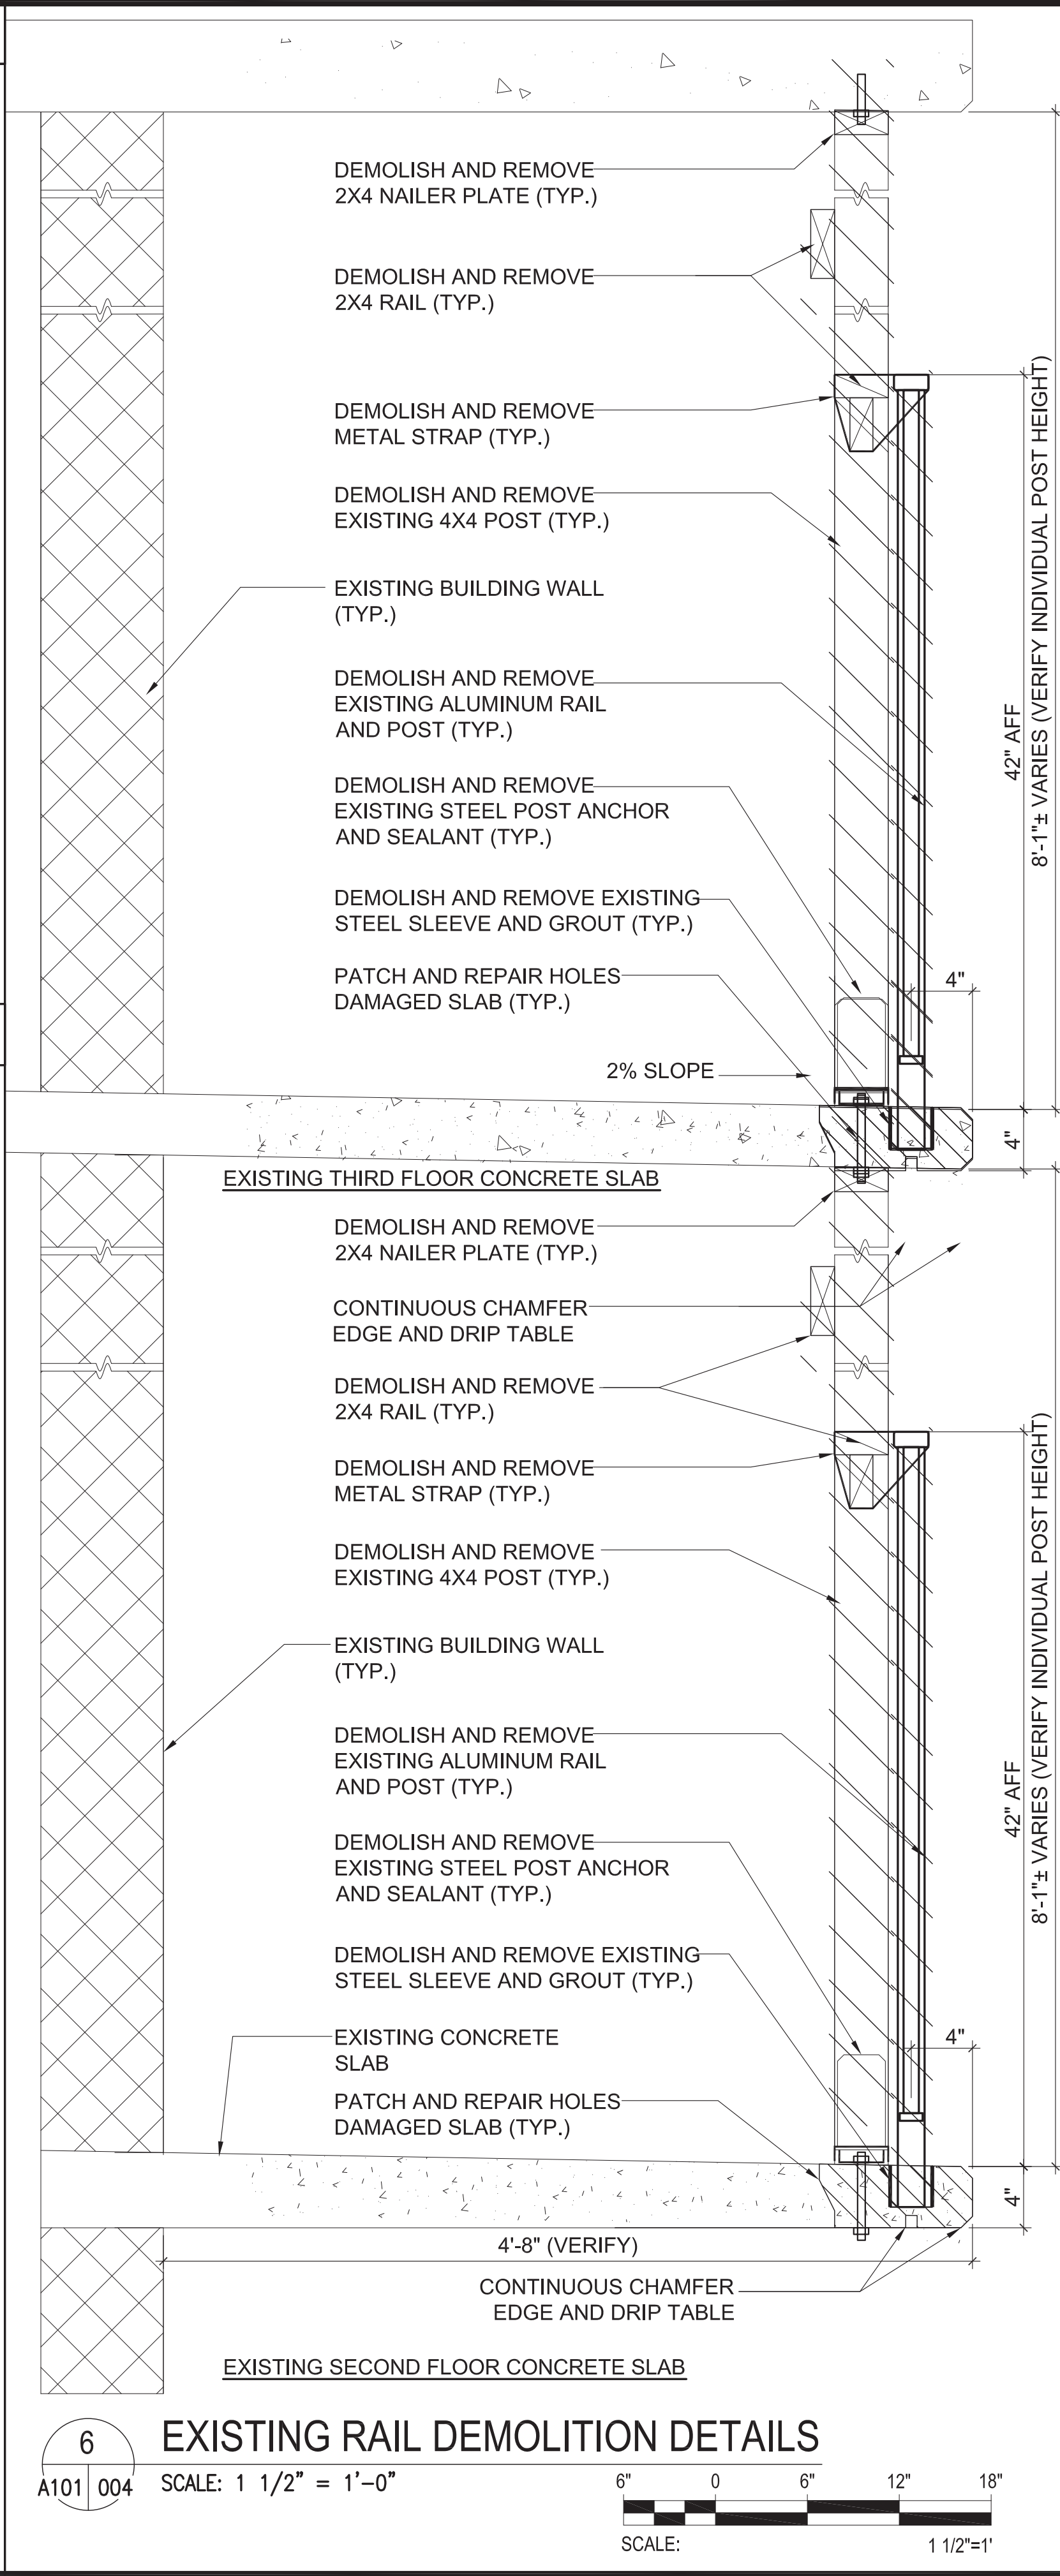 DEMOLISH AND REMOVE
2X4 NAILER PLATE (TYP.)
DEMOLISH AND REMOVE
2X4 RAIL (TYP.)
DEMOLISH AND REMOVE
METAL STRAP (TYP.)
DEMOLISH AND REMOVE
EXISTING 4X4 POST (TYP.)
EXISTING BUILDING WALL
(TYP.)
DEMOLISH AND REMOVE
EXISTING ALUMINUM RAIL
AND POST (TYP.)
DEMOLISH AND REMOVE
EXISTING STEEL POST ANCHOR
AND SEALANT (TYP.)
DEMOLISH AND REMOVE EXISTING
STEEL SLEEVE AND GROUT (TYP.)
PATCH AND REPAIR HOLES
DAMAGED SLAB (TYP.)
2% SLOPE
42" AFF
8'-1"± VARIES (VERIFY INDIVIDUAL POST HEIGHT)
4"
4"
EXISTING THIRD FLOOR CONCRETE SLAB
DEMOLISH AND REMOVE
2X4 NAILER PLATE (TYP.)
CONTINUOUS CHAMFER
EDGE AND DRIP TABLE
DEMOLISH AND REMOVE
2X4 RAIL (TYP.)
DEMOLISH AND REMOVE
METAL STRAP (TYP.)
DEMOLISH AND REMOVE
EXISTING 4X4 POST (TYP.)
EXISTING BUILDING WALL
(TYP.)
DEMOLISH AND REMOVE
EXISTING ALUMINUM RAIL
AND POST (TYP.)
DEMOLISH AND REMOVE
EXISTING STEEL POST ANCHOR
AND SEALANT (TYP.)
DEMOLISH AND REMOVE EXISTING
STEEL SLEEVE AND GROUT (TYP.)
EXISTING CONCRETE
SLAB
PATCH AND REPAIR HOLES
DAMAGED SLAB (TYP.)
42" AFF
8'-1"± VARIES (VERIFY INDIVIDUAL POST HEIGHT)
4"
4"
4'-8" (VERIFY)
CONTINUOUS CHAMFER
EDGE AND DRIP TABLE
EXISTING SECOND FLOOR CONCRETE SLAB
6
A101 004
EXISTING RAIL DEMOLITION DETAILS
SCALE: 1 1/2" = 1'-0"
6" 0 6" 12" 18"
SCALE: 1 1/2"=1'